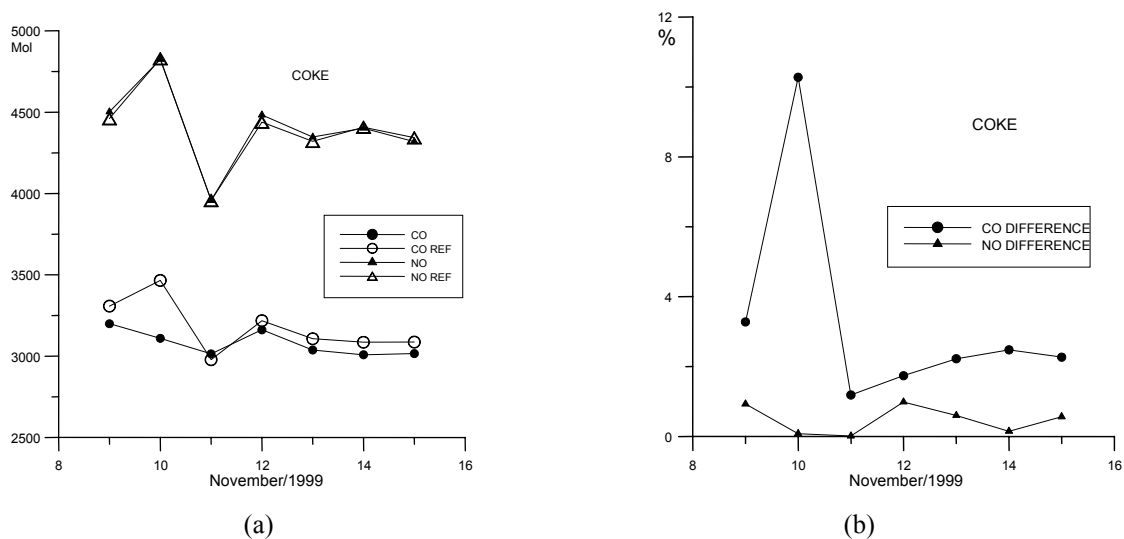 5000
Mol
COKE
4500
4000
3500
3000
2500
CO
CO REF
NO
NO REF
8
10
12
14
16
November/1999
(a)
12
%
COKE
8
4
0
CO DIFFERENCE
NO DIFFERENCE
8
10
12
14
16
November/1999
(b)